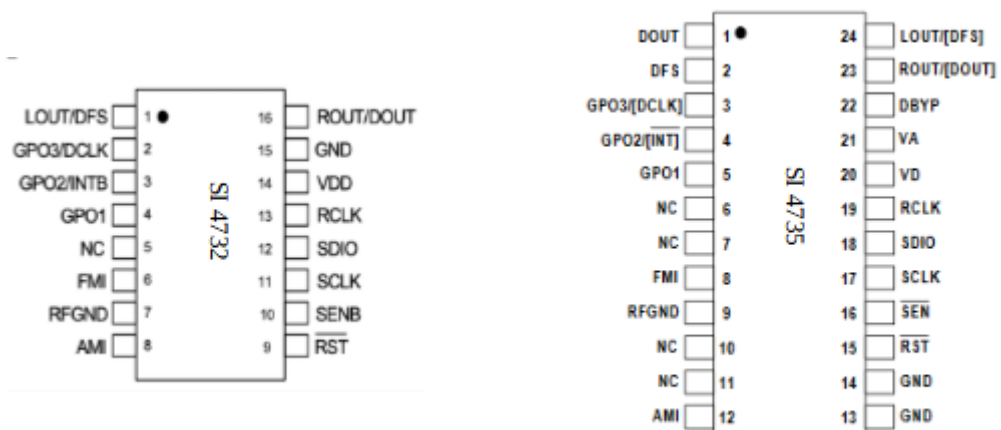 LOUT/DFS 1 16 ROUT/DOUT
GPO3/DCLK 2 15 GND
GPO2/INTB 3 14 VDD
GPO1 4 13 RCLK
NC 5 12 SDIO
FMI 6 11 SCLK
RFGND 7 10 SENB
AMI 8 9 RST
SI 4732
DOUT 1 24 LOUT/[DFS]
DFS 2 23 ROUT/[DOUT]
GPO3/[DCLK] 3 22 DBYP
GPO2/[INT] 4 21 VA
GPO1 5 20 VD
NC 6 19 RCLK
NC 7 18 SDIO
FMI 8 17 SCLK
RFGND 9 16 SEN
NC 10 15 RST
NC 11 14 GND
AMI 12 13 GND
SI 4735